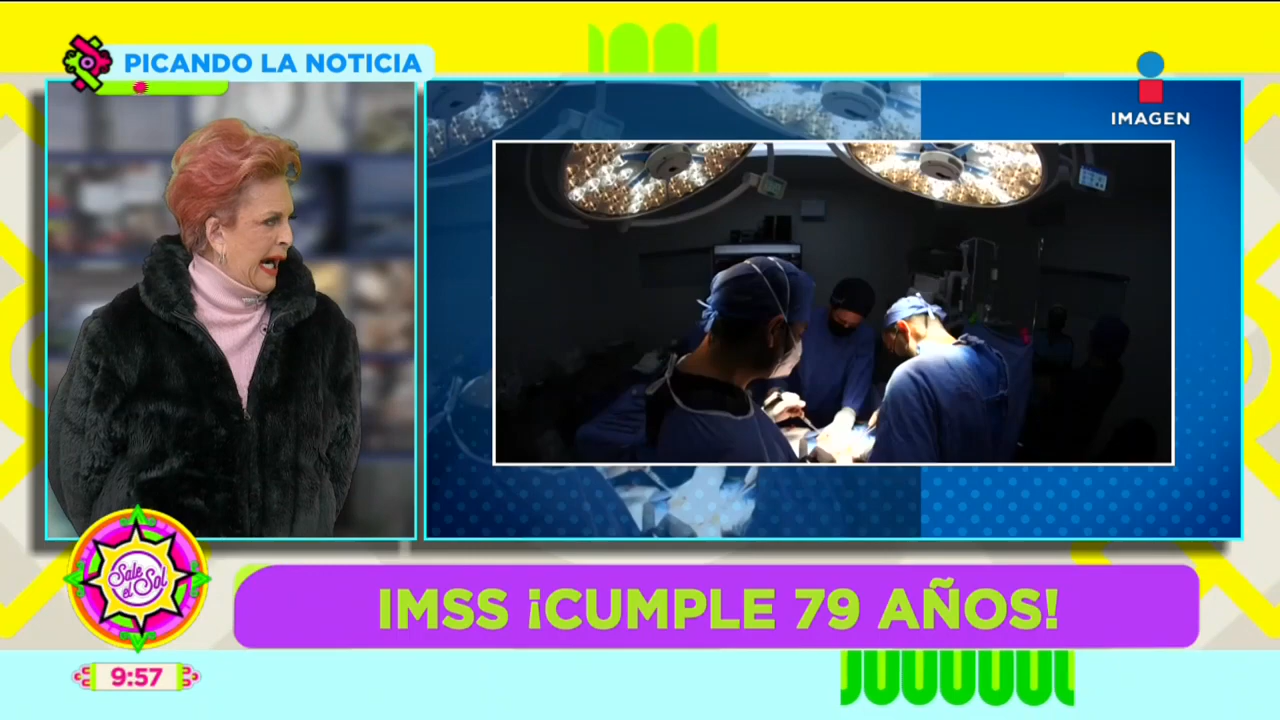 PICANDO LA NOTICIA
IMAGEN
Sale
el Sol
IMSS ¡CUMPLE 79 AÑOS!
9:57